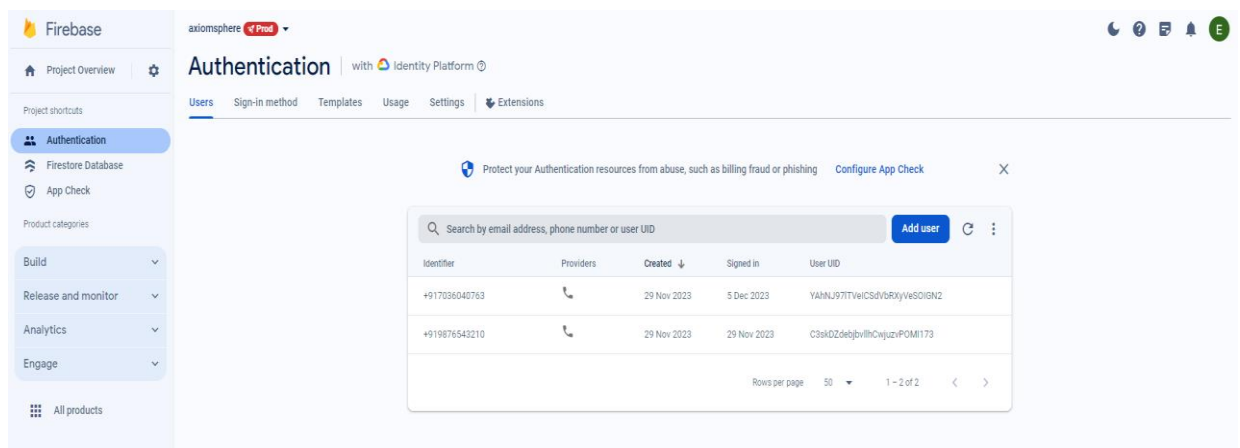 Firebase
Project Overview
Project shortcuts
Authentication
Firestore Database
App Check
Product categories
Build
Release and monitor
Analytics
Engage
All products
axiomsphere Prod
E
Authentication with Identity Platform
Users Sign-in method Templates Usage Settings Extensions
Protect your Authentication resources from abuse, such as billing fraud or phishing Configure App Check
Search by email address, phone number or user UID Add user
Identifier Providers Created Signed in User UID
+917036040763 29 Nov 2023 5 Dec 2023
+919876543210 29 Nov 2023 29 Nov 2023
Rows per page 50 1 – 2 of 2